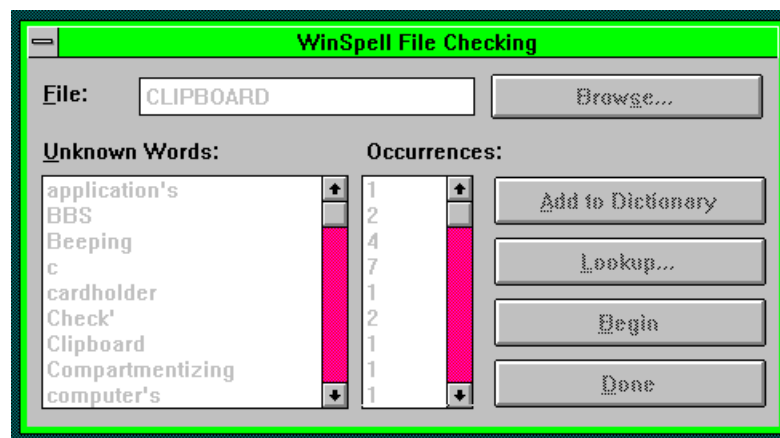 WinSpell File Checking
File: CLIPBOARD Browse...
Unknown Words: Occurrences:
application's 1
BBS 2
Beeping 4
c 7
cardholder 1
Check' 2
Clipboard 1
Compartmentizing 1
computer's 1
Add to Dictionary
Lookup...
Begin
Done